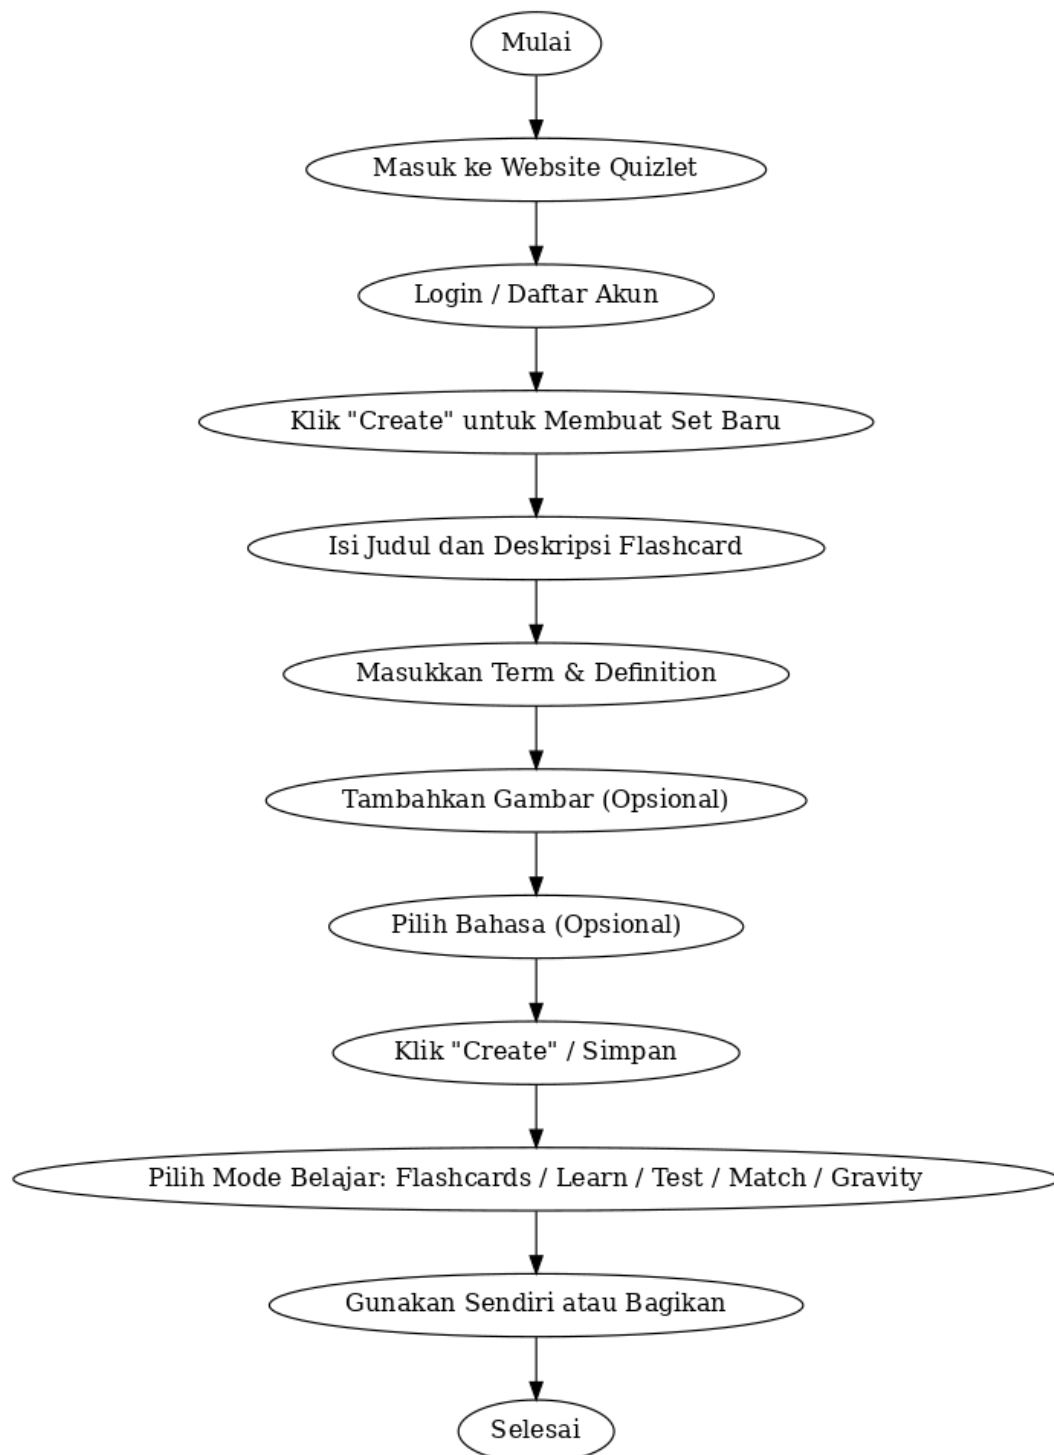 Mulai
Masuk ke Website Quizlet
Login / Daftar Akun
Klik "Create" untuk Membuat Set Baru
Isi Judul dan Deskripsi Flashcard
Masukkan Term & Definition
Tambahkan Gambar (Opsional)
Pilih Bahasa (Opsional)
Klik "Create" / Simpan
Pilih Mode Belajar: Flashcards / Learn / Test / Match / Gravity
Gunakan Sendiri atau Bagikan
Selesai